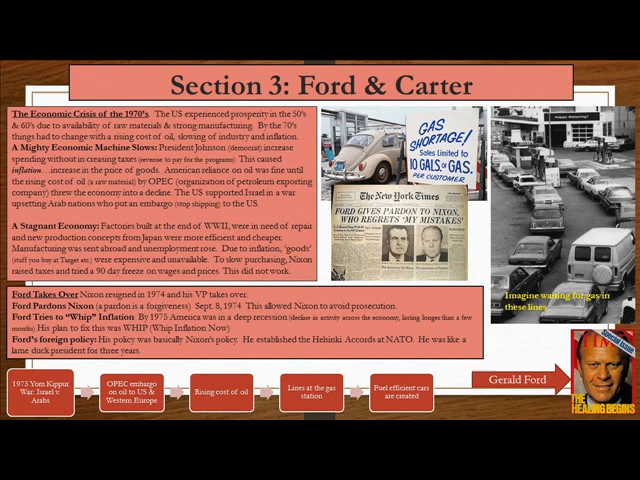 Section 3: Ford & Carter
The Economic Crisis of the 1970's. The US experienced prosperity in the 50's
& 60's due to availability of raw materials & strong manufacturing. By the 70's
things had to change with a rising cost of oil, slowing of industry and inflation.
A Mighty Economic Machine Slows: President Johnson (democrat) increase
spending without in creasing taxes (revenue to pay for the programs) This caused
inflation…increase in the price of goods. American reliance on oil was fine until
the rising cost of oil (a raw material) by OPEC (organization of petroleum exporting
company) threw the economy into a decline. The US supported Israel in a war
upsetting Arab nations who put an embargo (stop shipping) to the US.
A Stagnant Economy: Factories built at the end of WWII, were in need of repair
and new production concepts from Japan were more efficient and cheaper.
Manufacturing was sent abroad and unemployment rose. Due to inflation, 'goods'
(stuff you buy at Target etc.) were expensive and unavailable. To slow purchasing, Nixon
raised taxes and tried a 90 day freeze on wages and prices. This did not work.
GAS
SHORTAGE!
Sales Limited to
10 GALS. of GAS.
PER CUSTOMER
The New York Times
FORD GIVES PARDON TO NIXON,
WHO REGRETS 'MY MISTAKES'
Imagine waiting for gas in
these lines
Ford Takes Over Nixon resigned in 1974 and his VP takes over.
Ford Pardons Nixon (a pardon is a forgiveness) Sept. 8, 1974 This allowed Nixon to avoid prosecution.
Ford Tries to "Whip" Inflation By 1975 America was in a deep recession (decline in activity across the economy, lasting longer than a few
months) His plan to fix this was WHIP (Whip Inflation Now)
Ford's foreign policy: His policy was basically Nixon's policy. He established the Helsinki Accords at NATO. He was like a
lame duck president for three years.
1973 Yom Kippur
War: Israel v.
Arabs
OPEC embargo
on oil to US &
Western Europe
Rising cost of oil
Lines at the gas
station
Fuel efficient cars
are created
Gerald Ford
Special Issue
TIME
THE
HEALING BEGINS